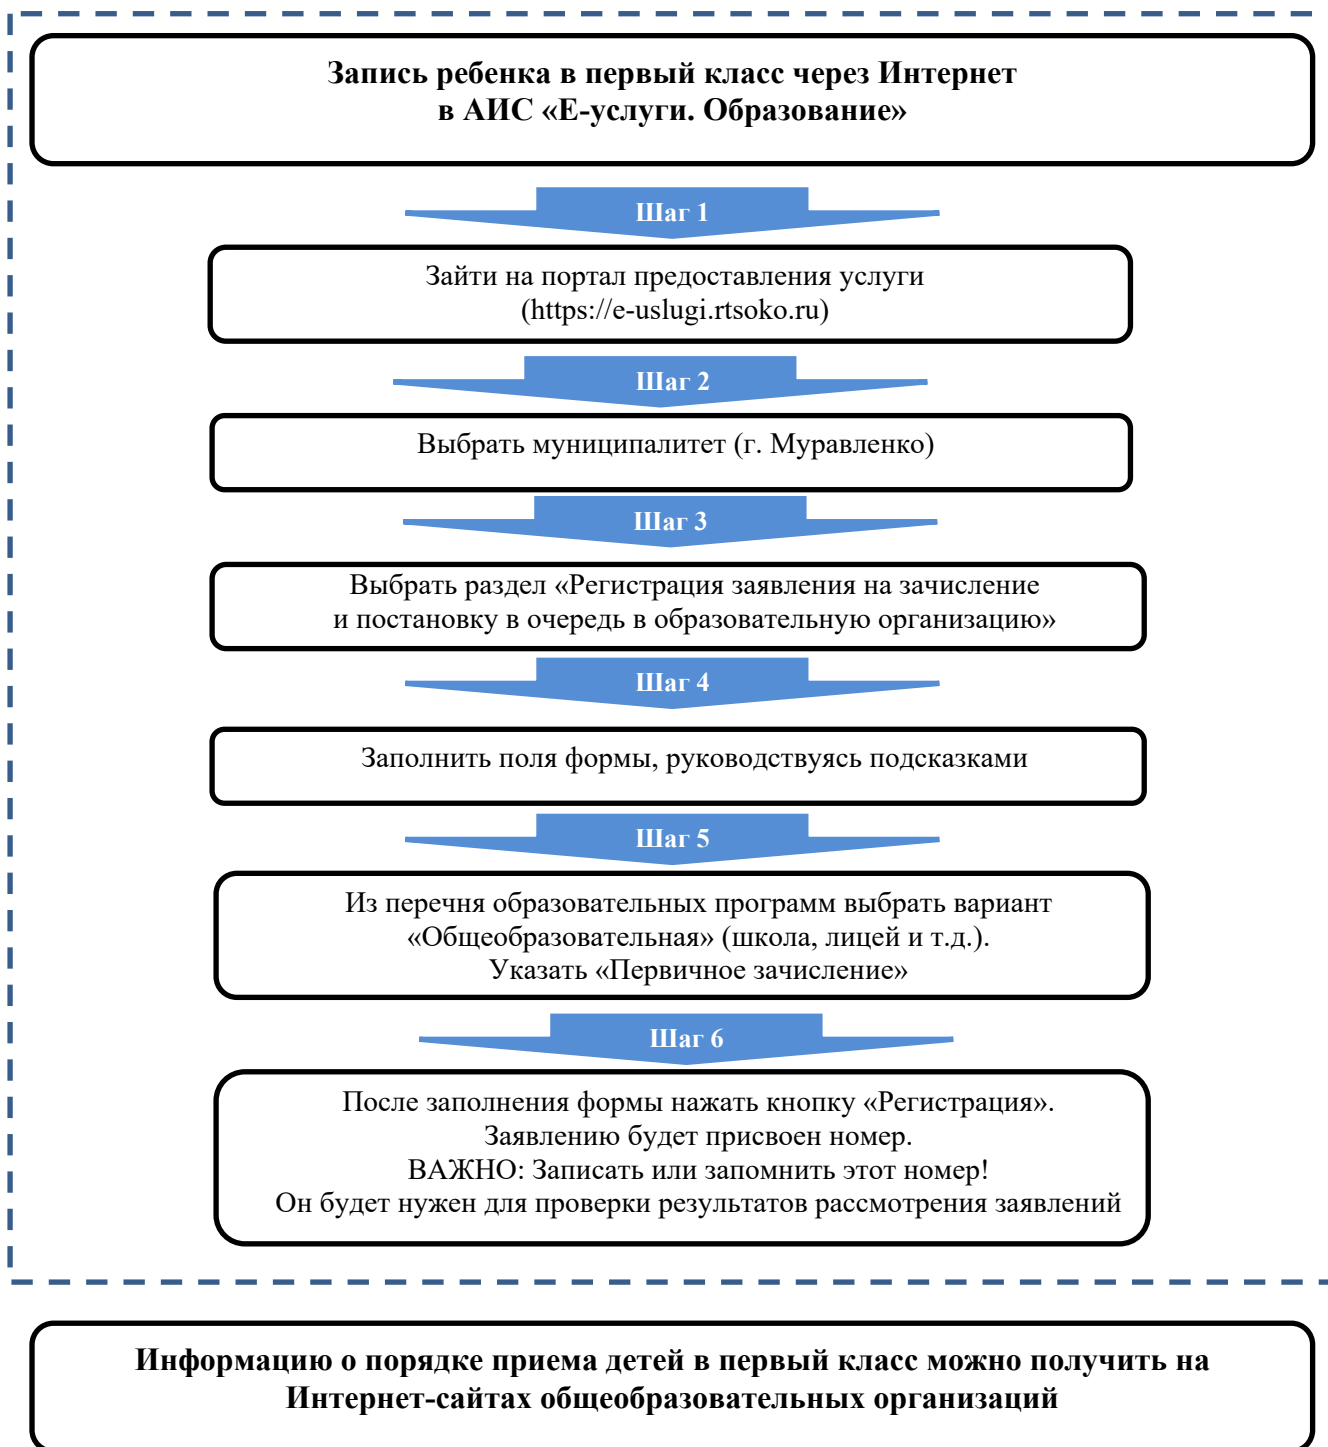 Запись ребенка в первый класс через Интернет
в АИС «Е-услуги. Образование»
Шаг 1
Зайти на портал предоставления услуги
(https://e-uslugi.rtsoko.ru)
Шаг 2
Выбрать муниципалитет (г. Муравленко)
Шаг 3
Выбрать раздел «Регистрация заявления на зачисление
и постановку в очередь в образовательную организацию»
Шаг 4
Заполнить поля формы, руководствуясь подсказками
Шаг 5
Из перечня образовательных программ выбрать вариант
«Общеобразовательная» (школа, лицей и т.д.).
Указать «Первичное зачисление»
Шаг 6
После заполнения формы нажать кнопку «Регистрация».
Заявлению будет присвоен номер.
ВАЖНО: Записать или запомнить этот номер!
Он будет нужен для проверки результатов рассмотрения заявлений
Информацию о порядке приема детей в первый класс можно получить на
Интернет-сайтах общеобразовательных организаций